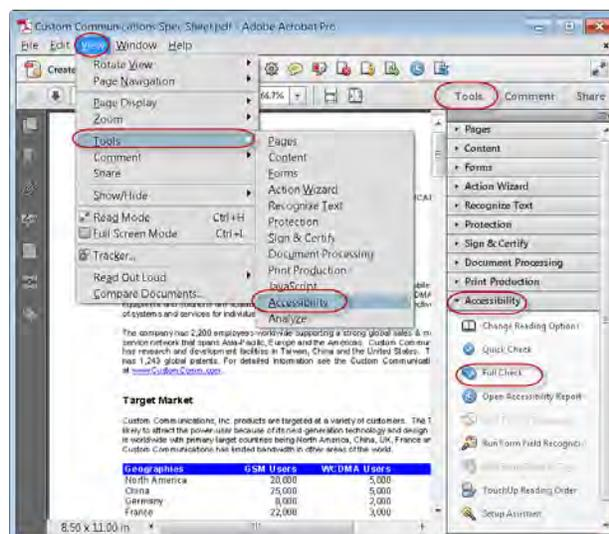 Custom Communications Spec Sheet.pdf - Adobe Acrobat Pro
File Edit View Window Help
Create
66.7%
Tools Comment Share
Rotate View
Page Navigation
Page Display
Zoom
Tools
Comment
Share
Show/Hide
Read Mode Ctrl+H
Full Screen Mode Ctrl+L
Tracker...
Read Out Loud
Compare Documents...
Pages
Content
Forms
Action Wizard
Recognize Text
Protection
Sign & Certify
Document Processing
Print Production
JavaScript
Accessibility
Analyze
Pages
Content
Forms
Action Wizard
Recognize Text
Protection
Sign & Certify
Document Processing
Print Production
Accessibility
Change Reading Options
Quick Check
Full Check
Open Accessibility Report
Run Form Field Recogniti
TouchUp Reading Order
Setup Assistant
of systems and services for individual
The company has 2,200 employees worldwide supporting a strong global sales & m
service network that spans Asia-Pacific, Europe and the Americas. Custom Comm
has research and development facilities in Taiwan, China and the United States. T
has 1,243 global patents. For detailed information see the Custom Communicati
at www.Custom.Comm.com.
Target Market
Custom Communications, Inc. products are targeted at a variety of customers. The T
likely to attract the power-user because of its next-generation technology and design
is worldwide with primary target countries being North America, China, UK, France an
Custom Communications has limited bandwidth in other areas of the world.
Geographies GSM Users WCDMA Users
North America 20,000 5,000
China 25,000 5,000
Germany 8,000 2,000
France 22,000 3,000
8.50 x 11.00 in